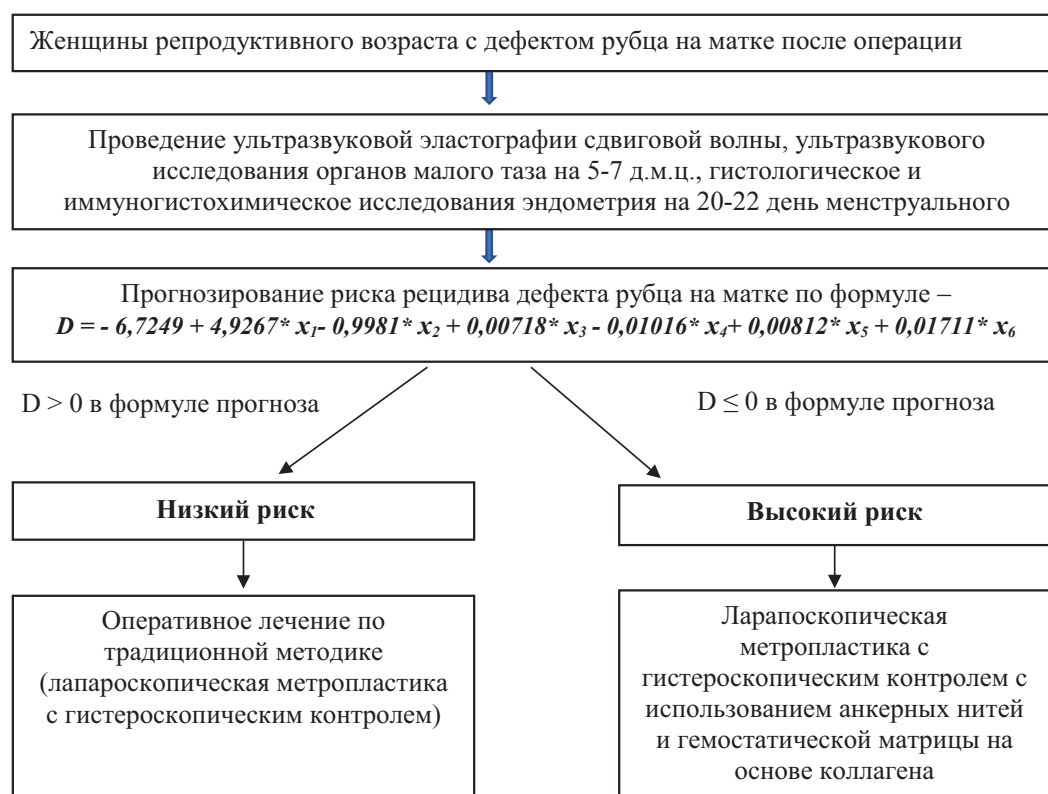 Женщины репродуктивного возраста с дефектом рубца на матке после операции
Проведение ультразвуковой эластографии сдвиговой волны, ультразвукового
исследования органов малого таза на 5-7 д.м.ц., гистологическое и
иммуногистохимическое исследования эндометрия на 20-22 день менструального
Прогнозирование риска рецидива дефекта рубца на матке по формуле –
D = - 6,7249 + 4,9267* x₁- 0,9981* x₂ + 0,00718* x₃ - 0,01016* x₄+ 0,00812* x₅ + 0,01711* x₆
D > 0 в формуле прогноза
D ≤ 0 в формуле прогноза
Низкий риск
Высокий риск
Оперативное лечение по
традиционной методике
(лапароскопическая метропластика
с гистероскопическим контролем)
Ларапоскопическая
метропластика с
гистероскопическим контролем с
использованием анкерных нитей
и гемостатической матрицы на
основе коллагена